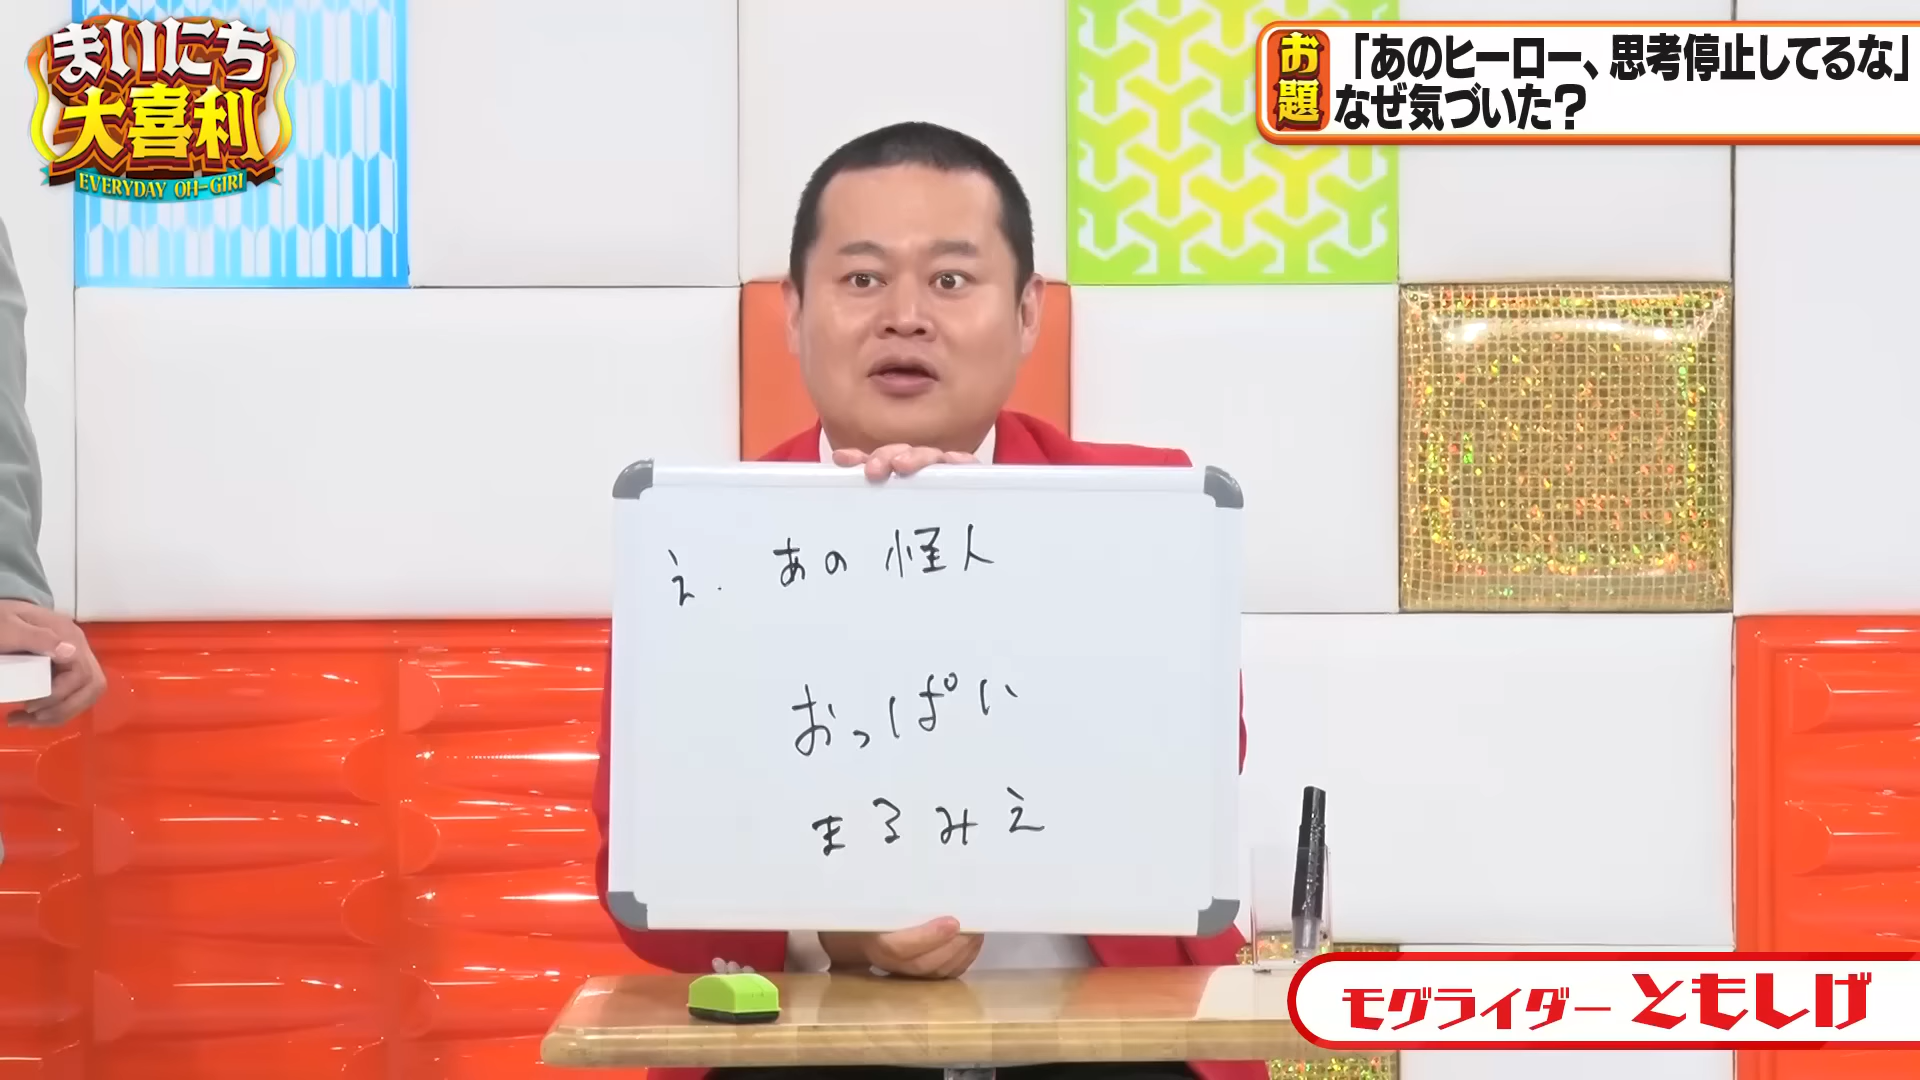 まいにち
大喜利
EVERYDAY OH-GIRI
お題
「あのヒーロー、思考停止してるな」
なぜ気づいた?
え. あの怪人
おっぱい
まるみえ
モグライダー ともしげ